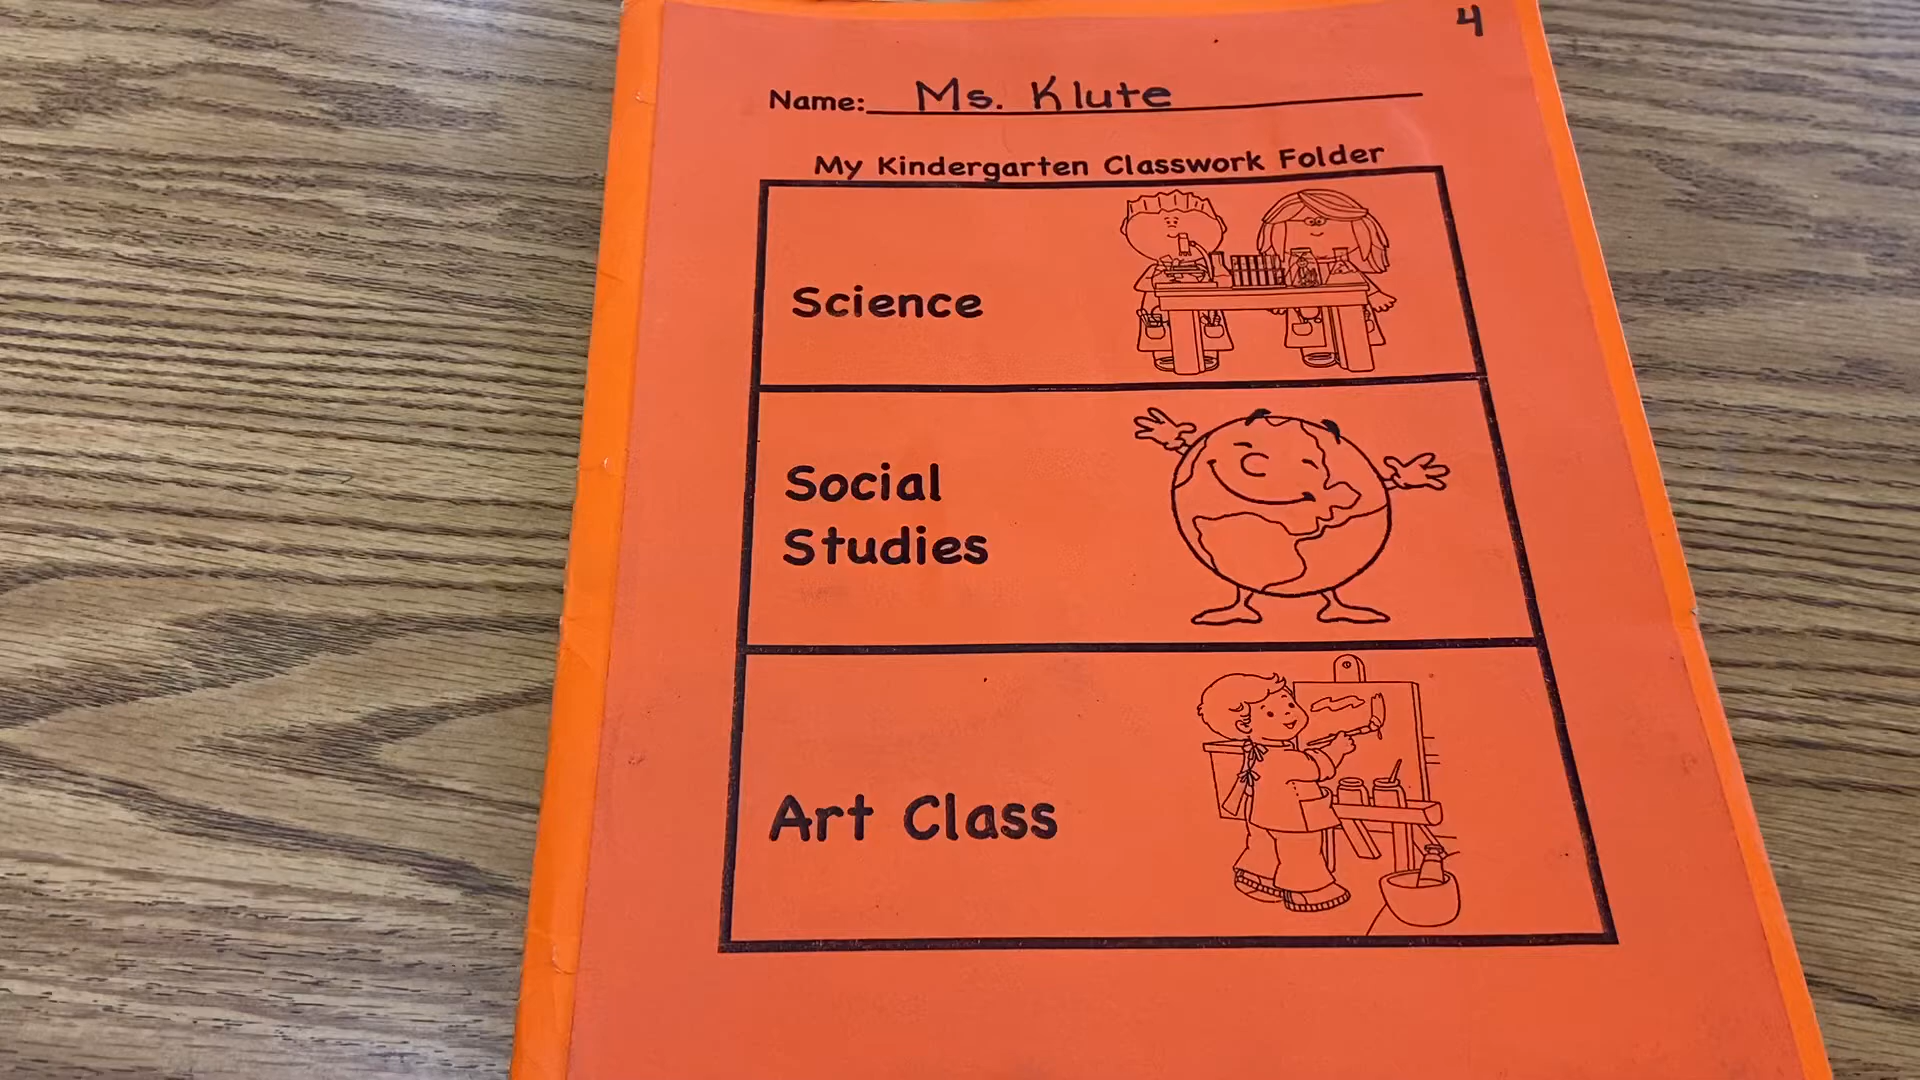 4
Name: Ms. Klute
My Kindergarten Classwork Folder
Science
Social
Studies
Art Class